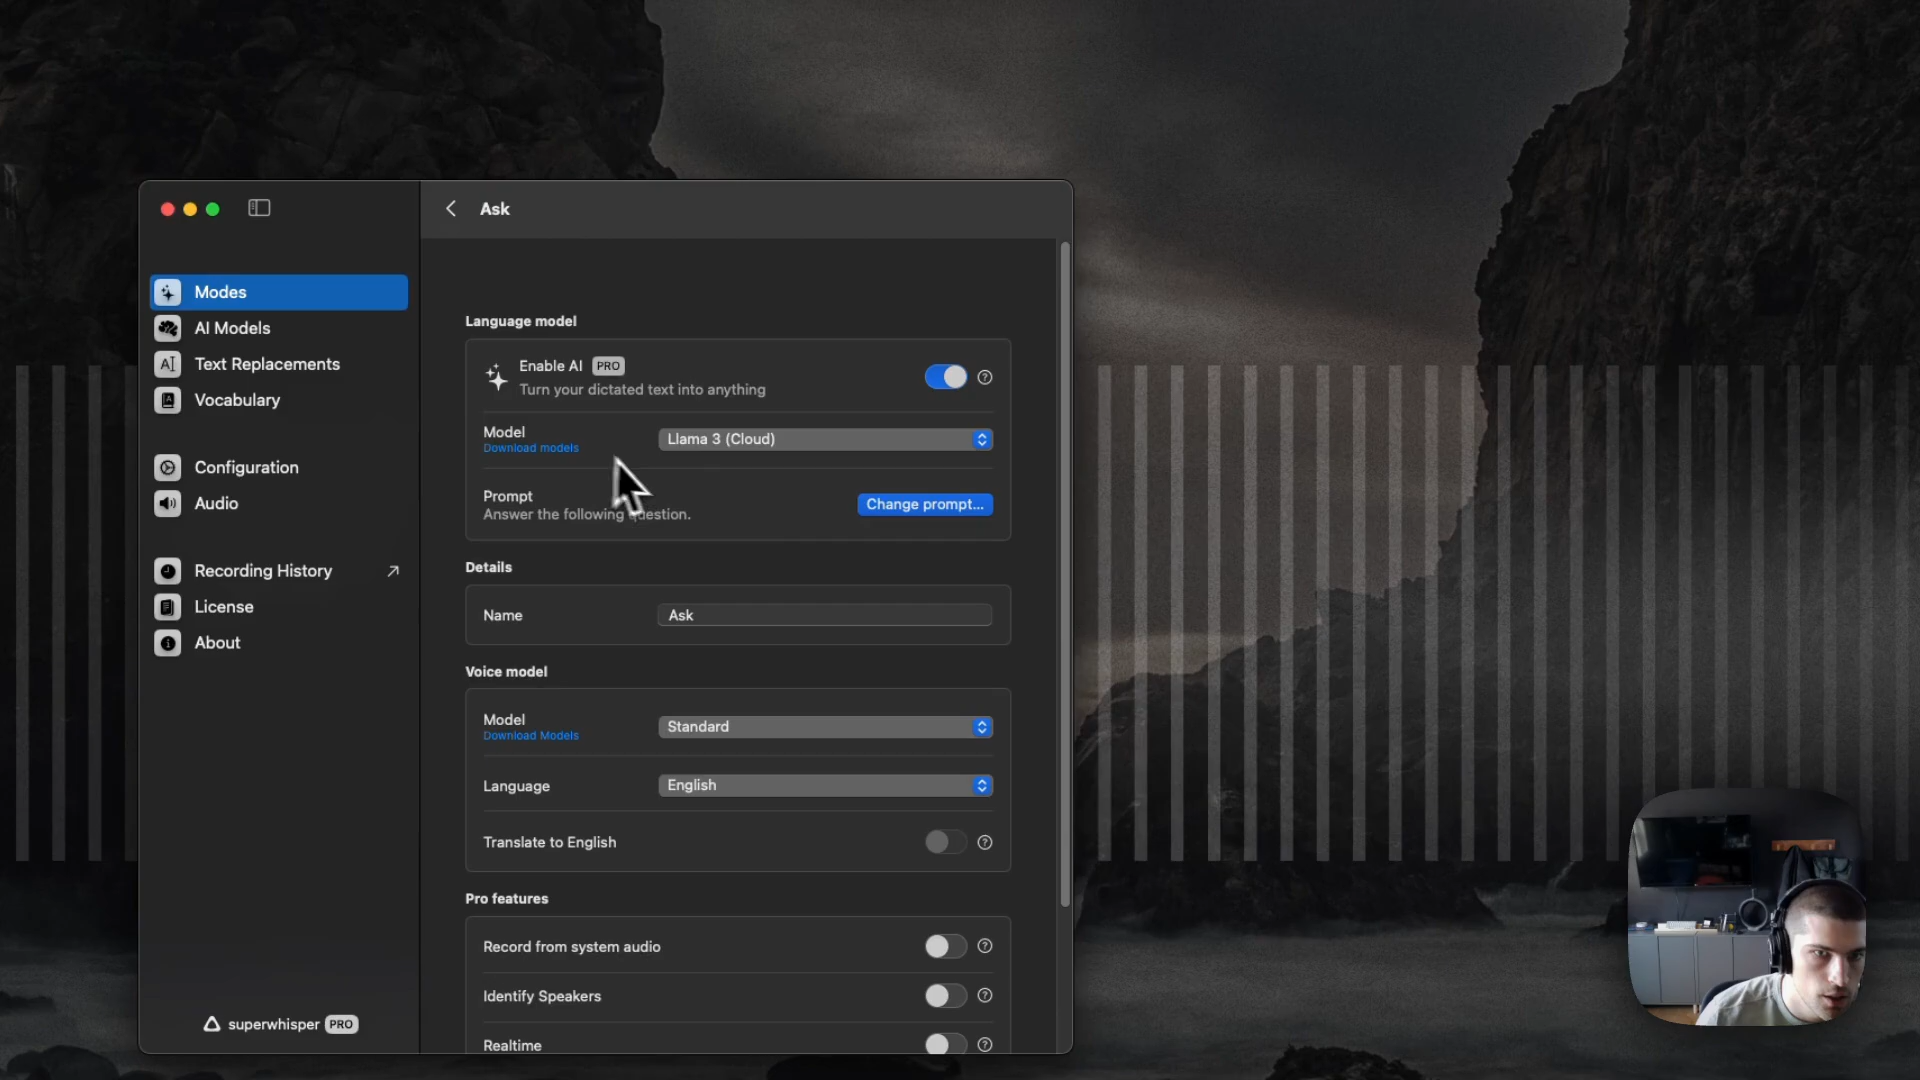 Ask
Modes
AI Models
Text Replacements
Vocabulary
Configuration
Audio
Recording History
License
About
superwhisper PRO
Language model
Enable AI PRO
Turn your dictated text into anything
Model
Download models
Llama 3 (Cloud)
Prompt
Answer the following question.
Change prompt...
Details
Name
Ask
Voice model
Model
Download Models
Standard
Language
English
Translate to English
Pro features
Record from system audio
Identify Speakers
Realtime